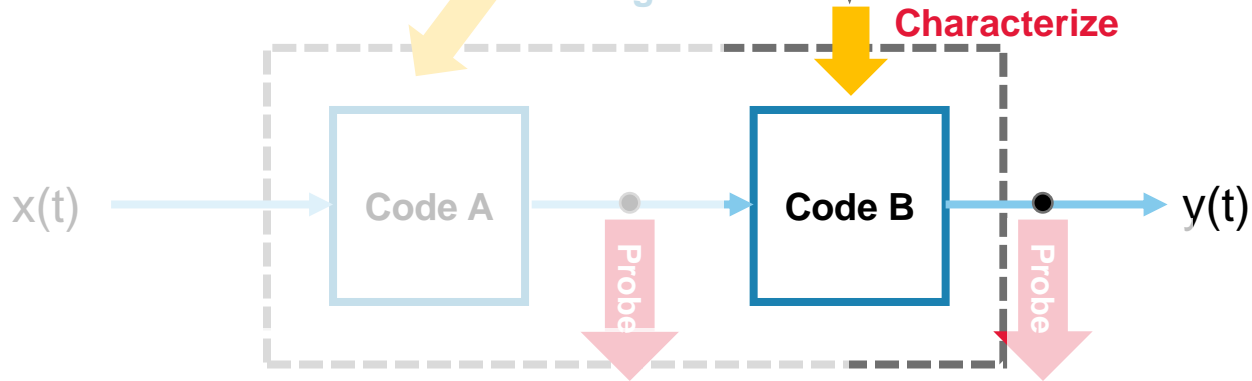 Characterize
x(t)
Code A
Code B
y(t)
Probe
Probe